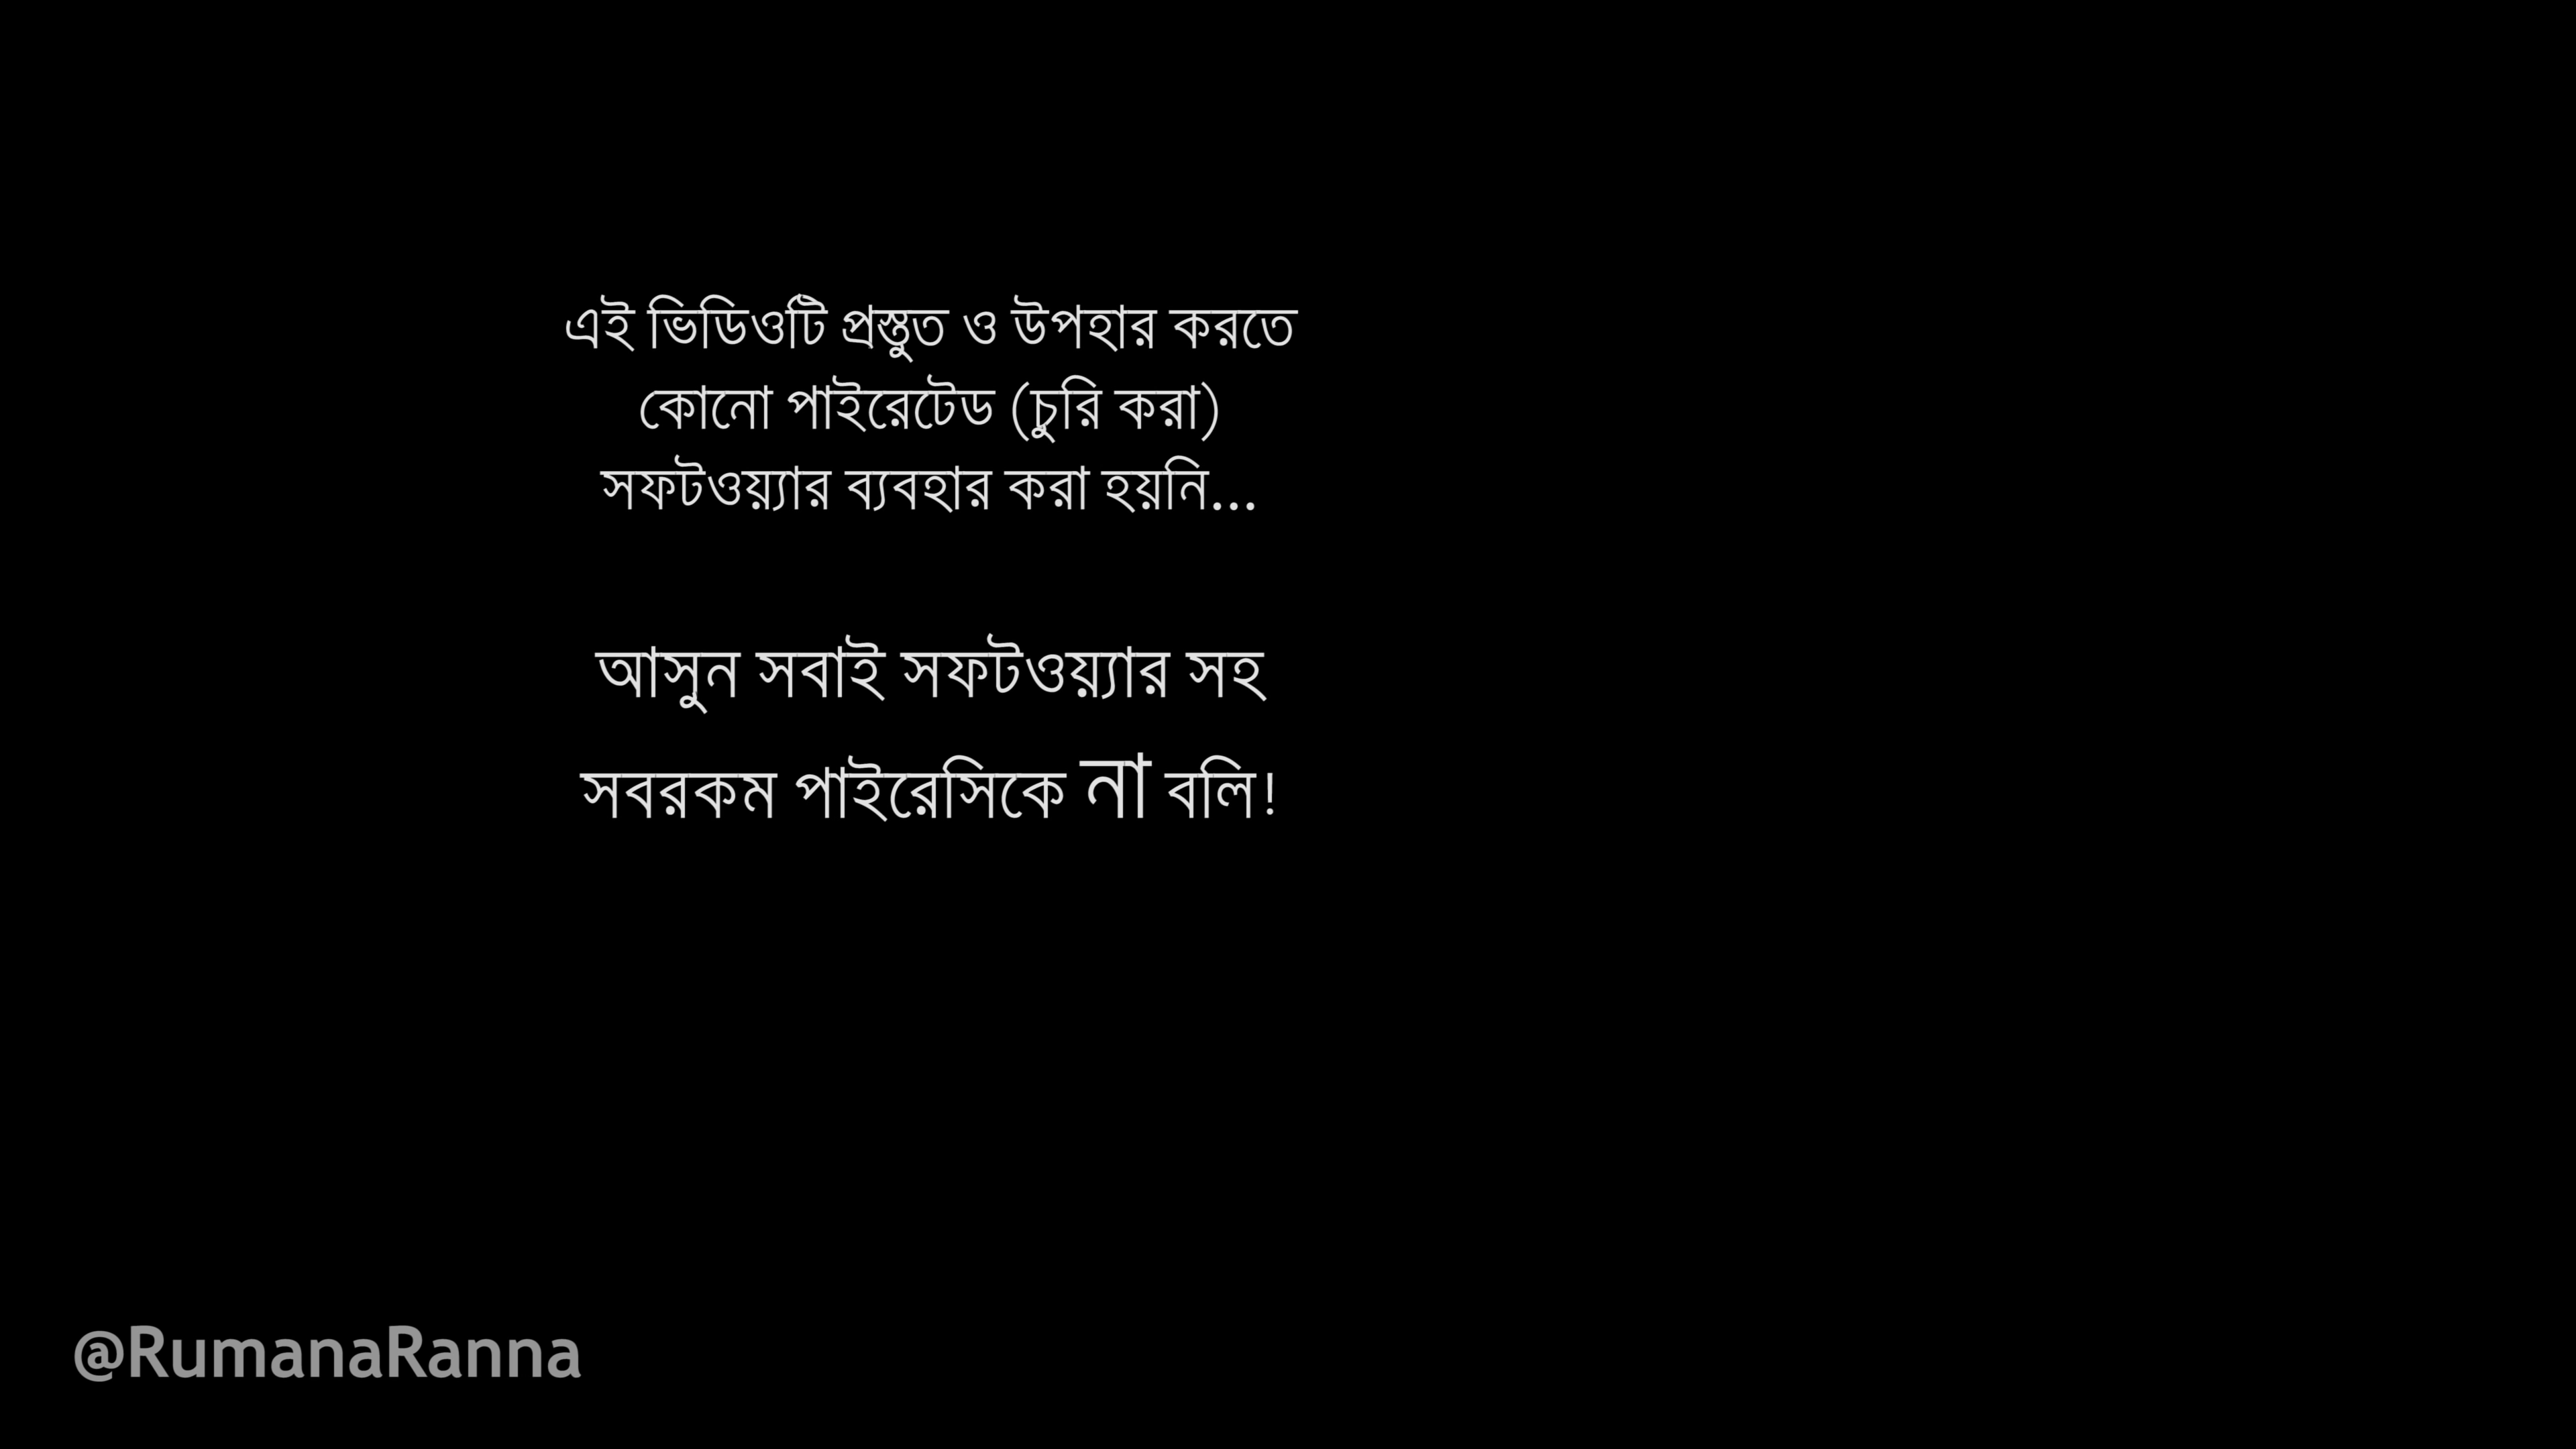 এই ভিডিওটি প্রস্তুত ও উপহার করতে
কোনো পাইরেটেড (চুরি করা)
সফটওয়্যার ব্যবহার করা হয়নি...
আসুন সবাই সফটওয়্যার সহ
সবরকম পাইরেসিকে না বলি!
@RumanaRanna